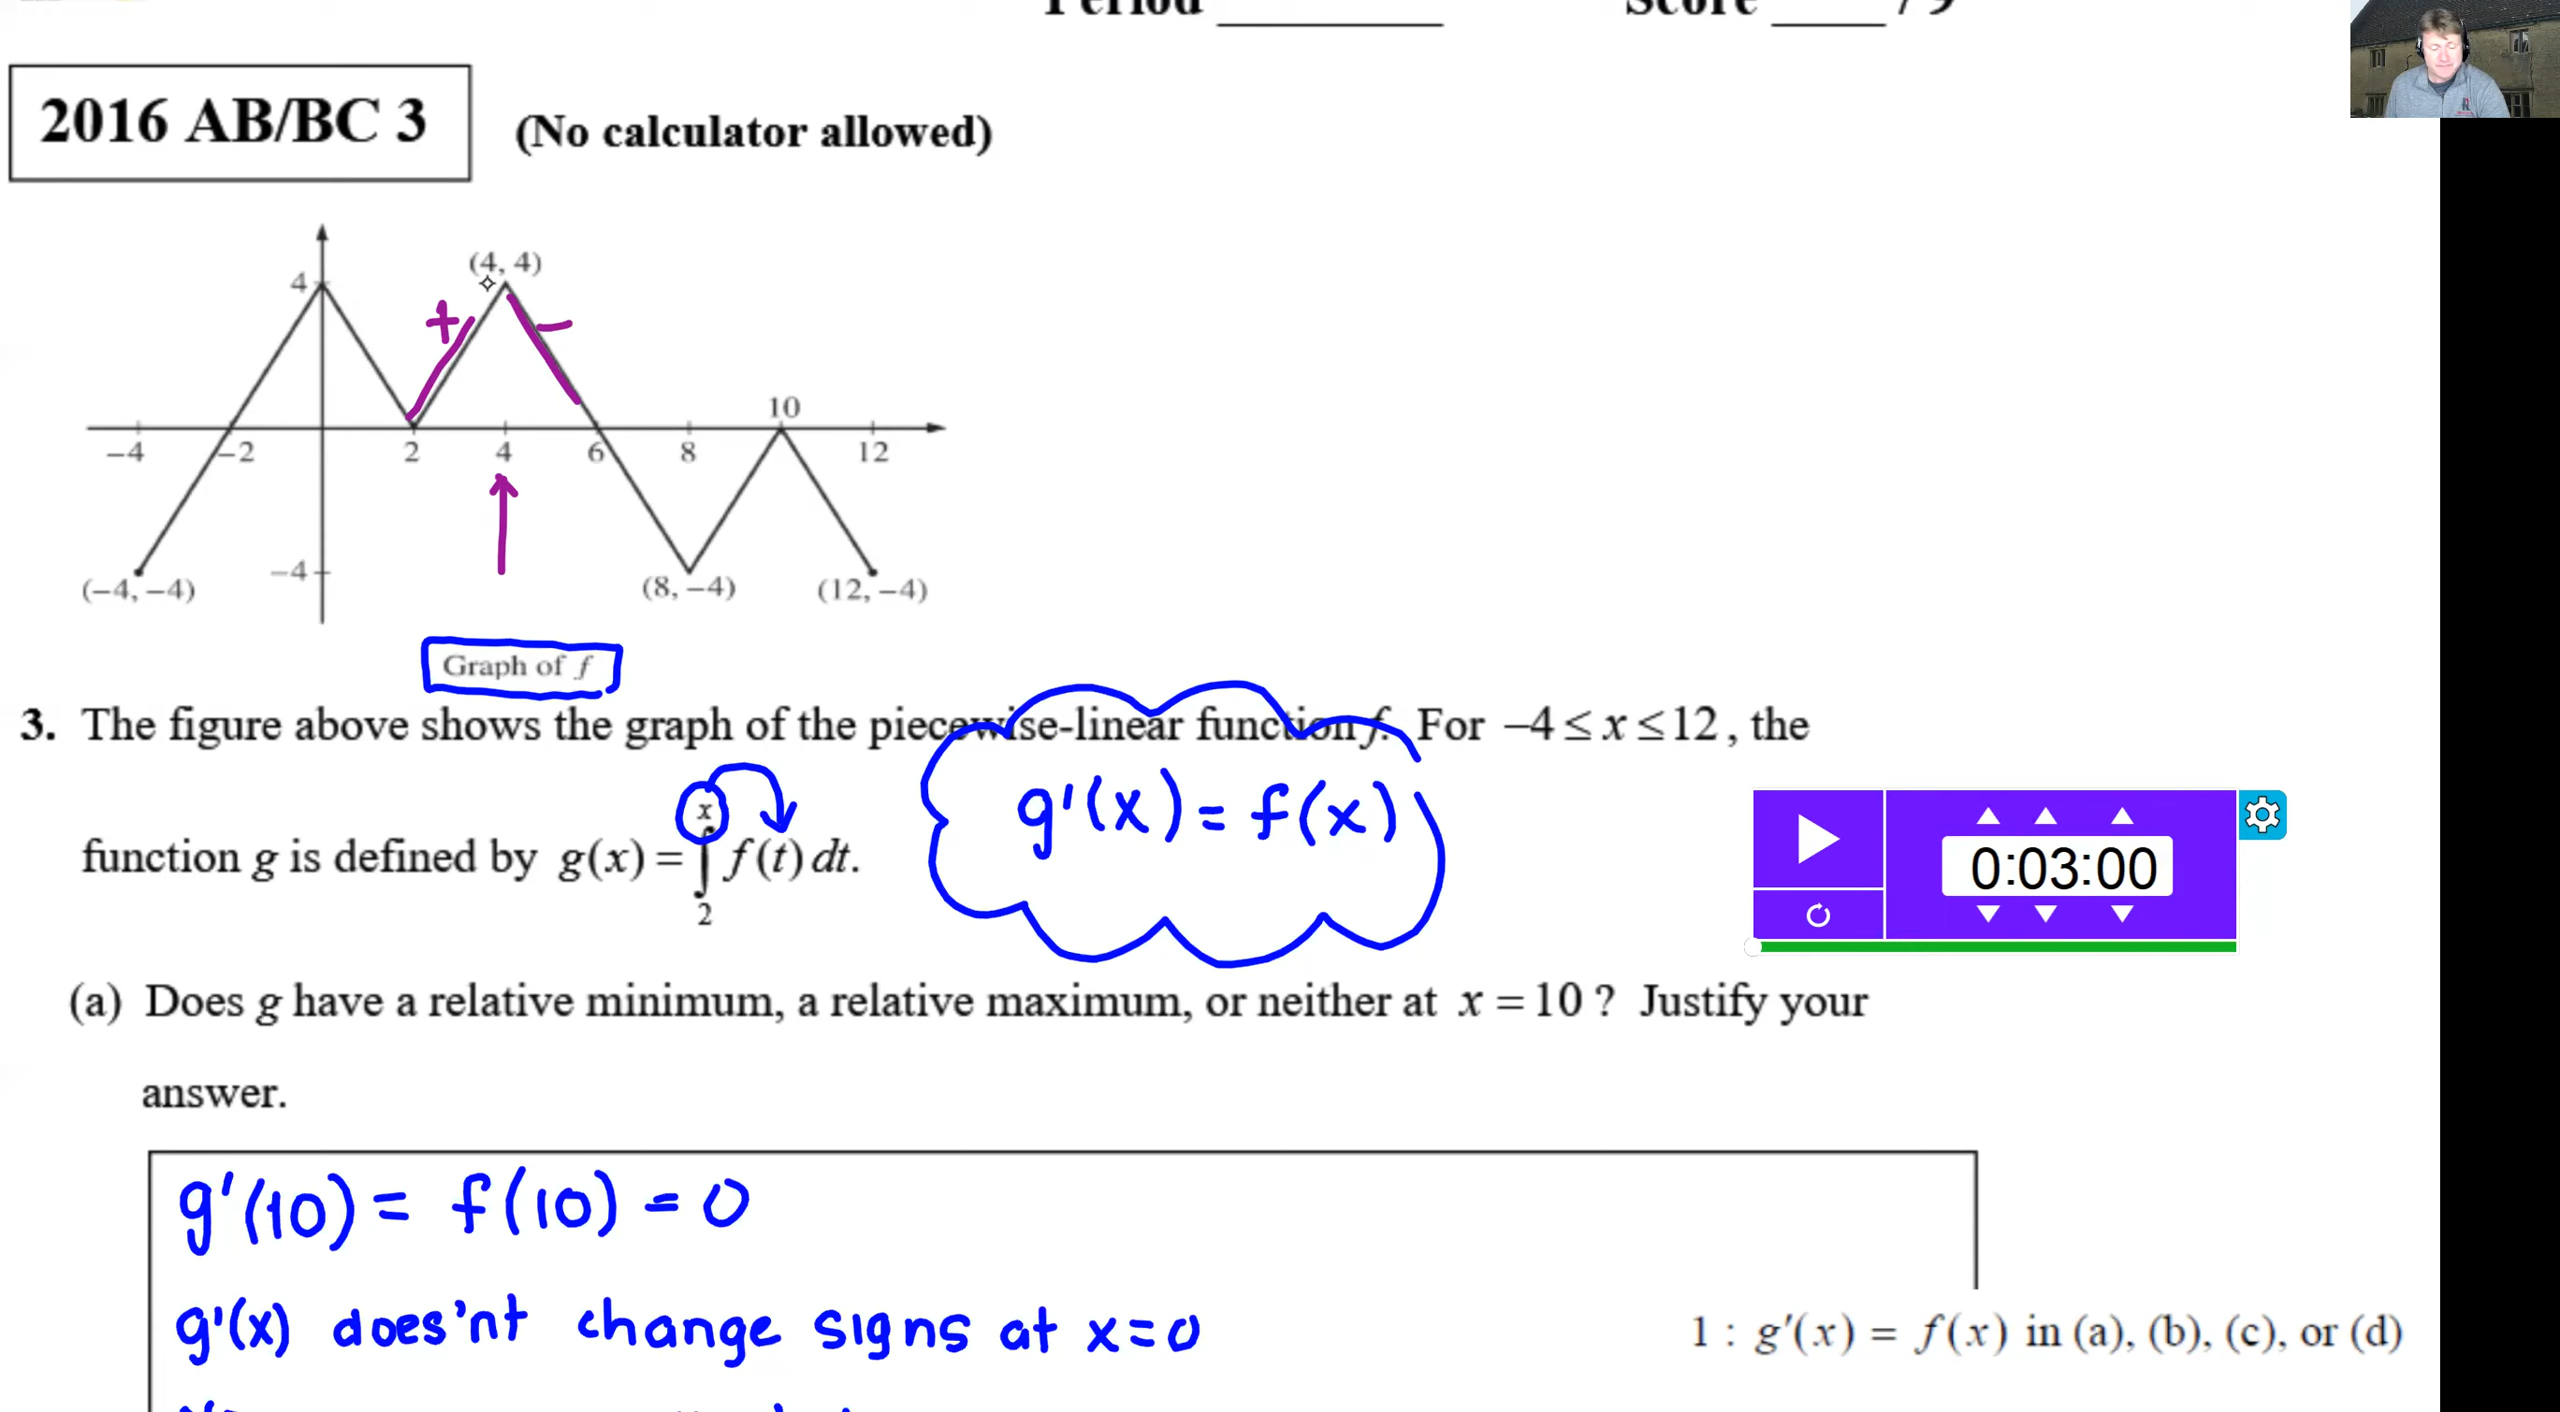 Period ______ Score ____/9
2016 AB/BC 3 (No calculator allowed)
(4, 4)
4
+ −
10
−4 −2 2 4 6 8 12
−4
(−4, −4) (8, −4) (12, −4)
Graph of f
3. The figure above shows the graph of the piecewise-linear function f. For −4 ≤ x ≤ 12, the
function g is defined by g(x) = ∫₂ˣ f(t) dt.
g'(x) = f(x)
0:03:00
(a) Does g have a relative minimum, a relative maximum, or neither at x = 10 ? Justify your
answer.
g'(10) = f(10) = 0
g'(x) does'nt change signs at x=0
1 : g′(x) = f(x) in (a), (b), (c), or (d)